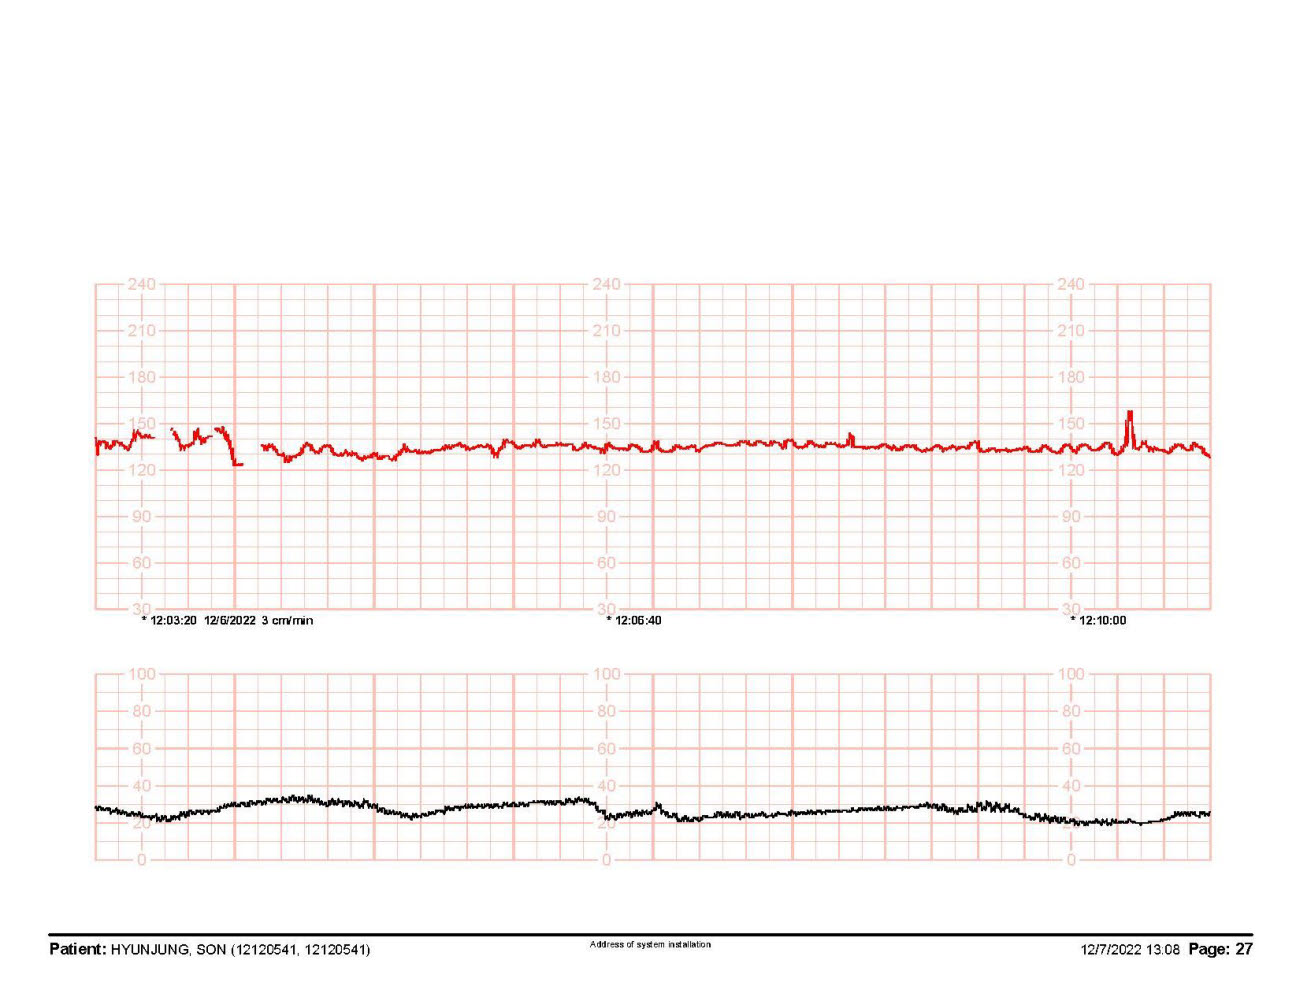 240 240 240
210 210 210
180 180 180
150 150 150
120 120 120
90 90 90
60 60 60
30 30 30
* 12:03:20 12/6/2022 3 cm/min * 12:06:40 * 12:10:00
100 100 100
80 80 80
60 60 60
40 40 40
20 20 20
0 0 0
Patient: HYUNJUNG, SON (12120541, 12120541) Address of system installation 12/7/2022 13:08 Page: 27